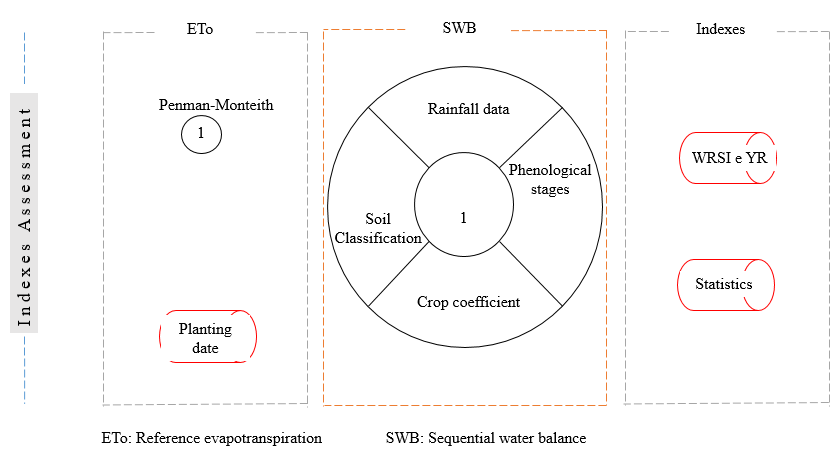 ETo
SWB
Indexes
Indexes Assessment
Penman-Monteith
1
Planting
date
Rainfall data
Phenological
stages
1
Soil
Classification
Crop coefficient
WRSI e YR
Statistics
ETo: Reference evapotranspiration
SWB: Sequential water balance